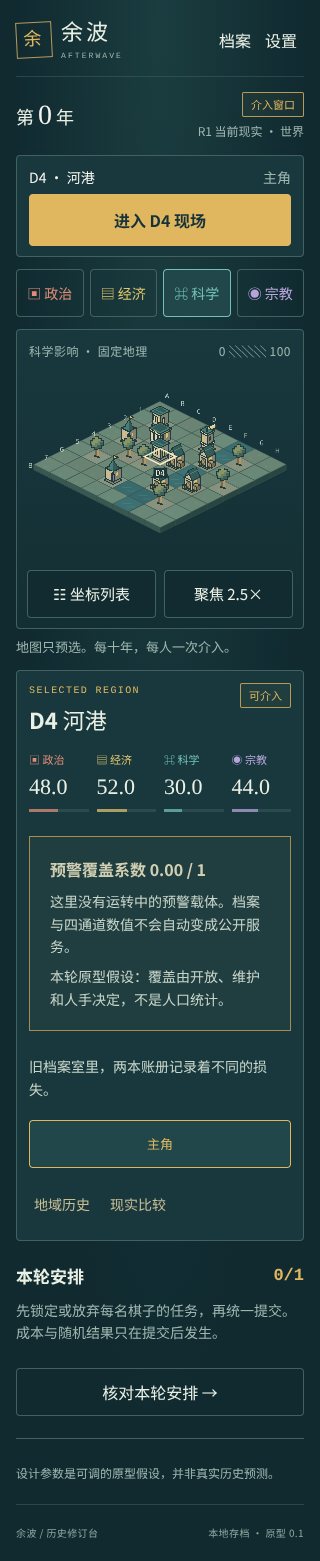 余 余波
AFTERWAVE
档案 设置
第 0 年
介入窗口
R1 当前现实 · 世界
D4 · 河港 主角
进入 D4 现场
▣ 政治 ▤ 经济 ⌘ 科学 ◉ 宗教
科学影响 · 固定地理 0 100
A
B
C
D
E
F
G
H
D4
8
7
6
5
4
3
2
☷ 坐标列表 聚焦 2.5×
地图只预选。每十年，每人一次介入。
SELECTED REGION
可介入
D4 河港
▣ 政治 ▤ 经济 ⌘ 科学 ◉ 宗教
48.0 52.0 30.0 44.0
预警覆盖系数 0.00 / 1
这里没有运转中的预警载体。档案
与四通道数值不会自动变成公开服
务。
本轮原型假设：覆盖由开放、维护
和人手决定，不是人口统计。
旧档案室里，两本账册记录着不同的损
失。
主角
地域历史 现实比较
本轮安排 0/1
先锁定或放弃每名棋子的任务，再统一提交。
成本与随机结果只在提交后发生。
核对本轮安排 →
设计参数是可调的原型假设，并非真实历史预测。
余波 / 历史修订台 本地存档 · 原型 0.1